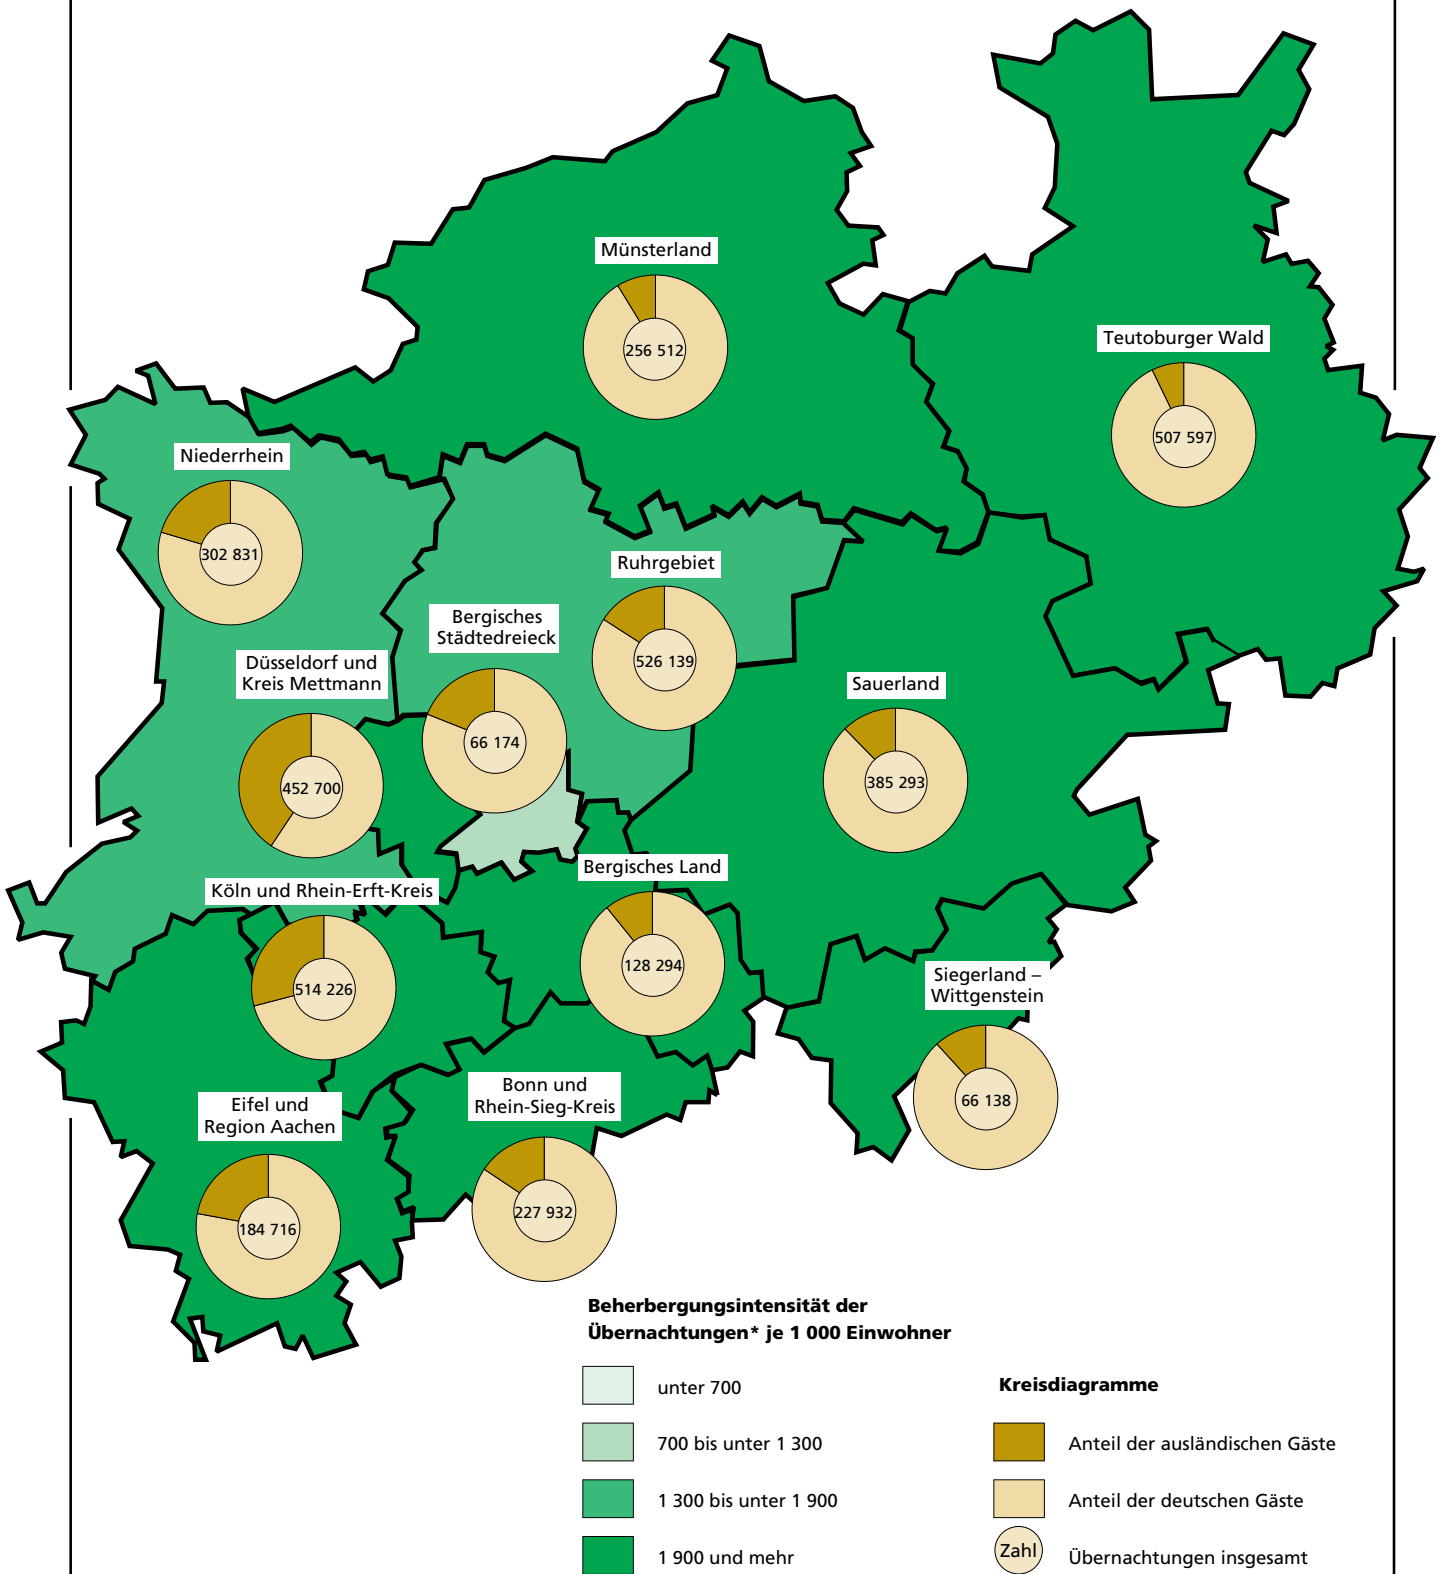 Münsterland
256 512
Teutoburger Wald
507 597
Niederrhein
302 831
Ruhrgebiet
526 139
Bergisches
Städtedreieck
66 174
Düsseldorf und
Kreis Mettmann
452 700
Sauerland
385 293
Bergisches Land
128 294
Köln und Rhein-Erft-Kreis
514 226
Siegerland –
Wittgenstein
66 138
Bonn und
Rhein-Sieg-Kreis
227 932
Eifel und
Region Aachen
184 716
Beherbergungsintensität der
Übernachtungen* je 1 000 Einwohner
unter 700
700 bis unter 1 300
1 300 bis unter 1 900
1 900 und mehr
Kreisdiagramme
Anteil der ausländischen Gäste
Anteil der deutschen Gäste
Zahl
Übernachtungen insgesamt